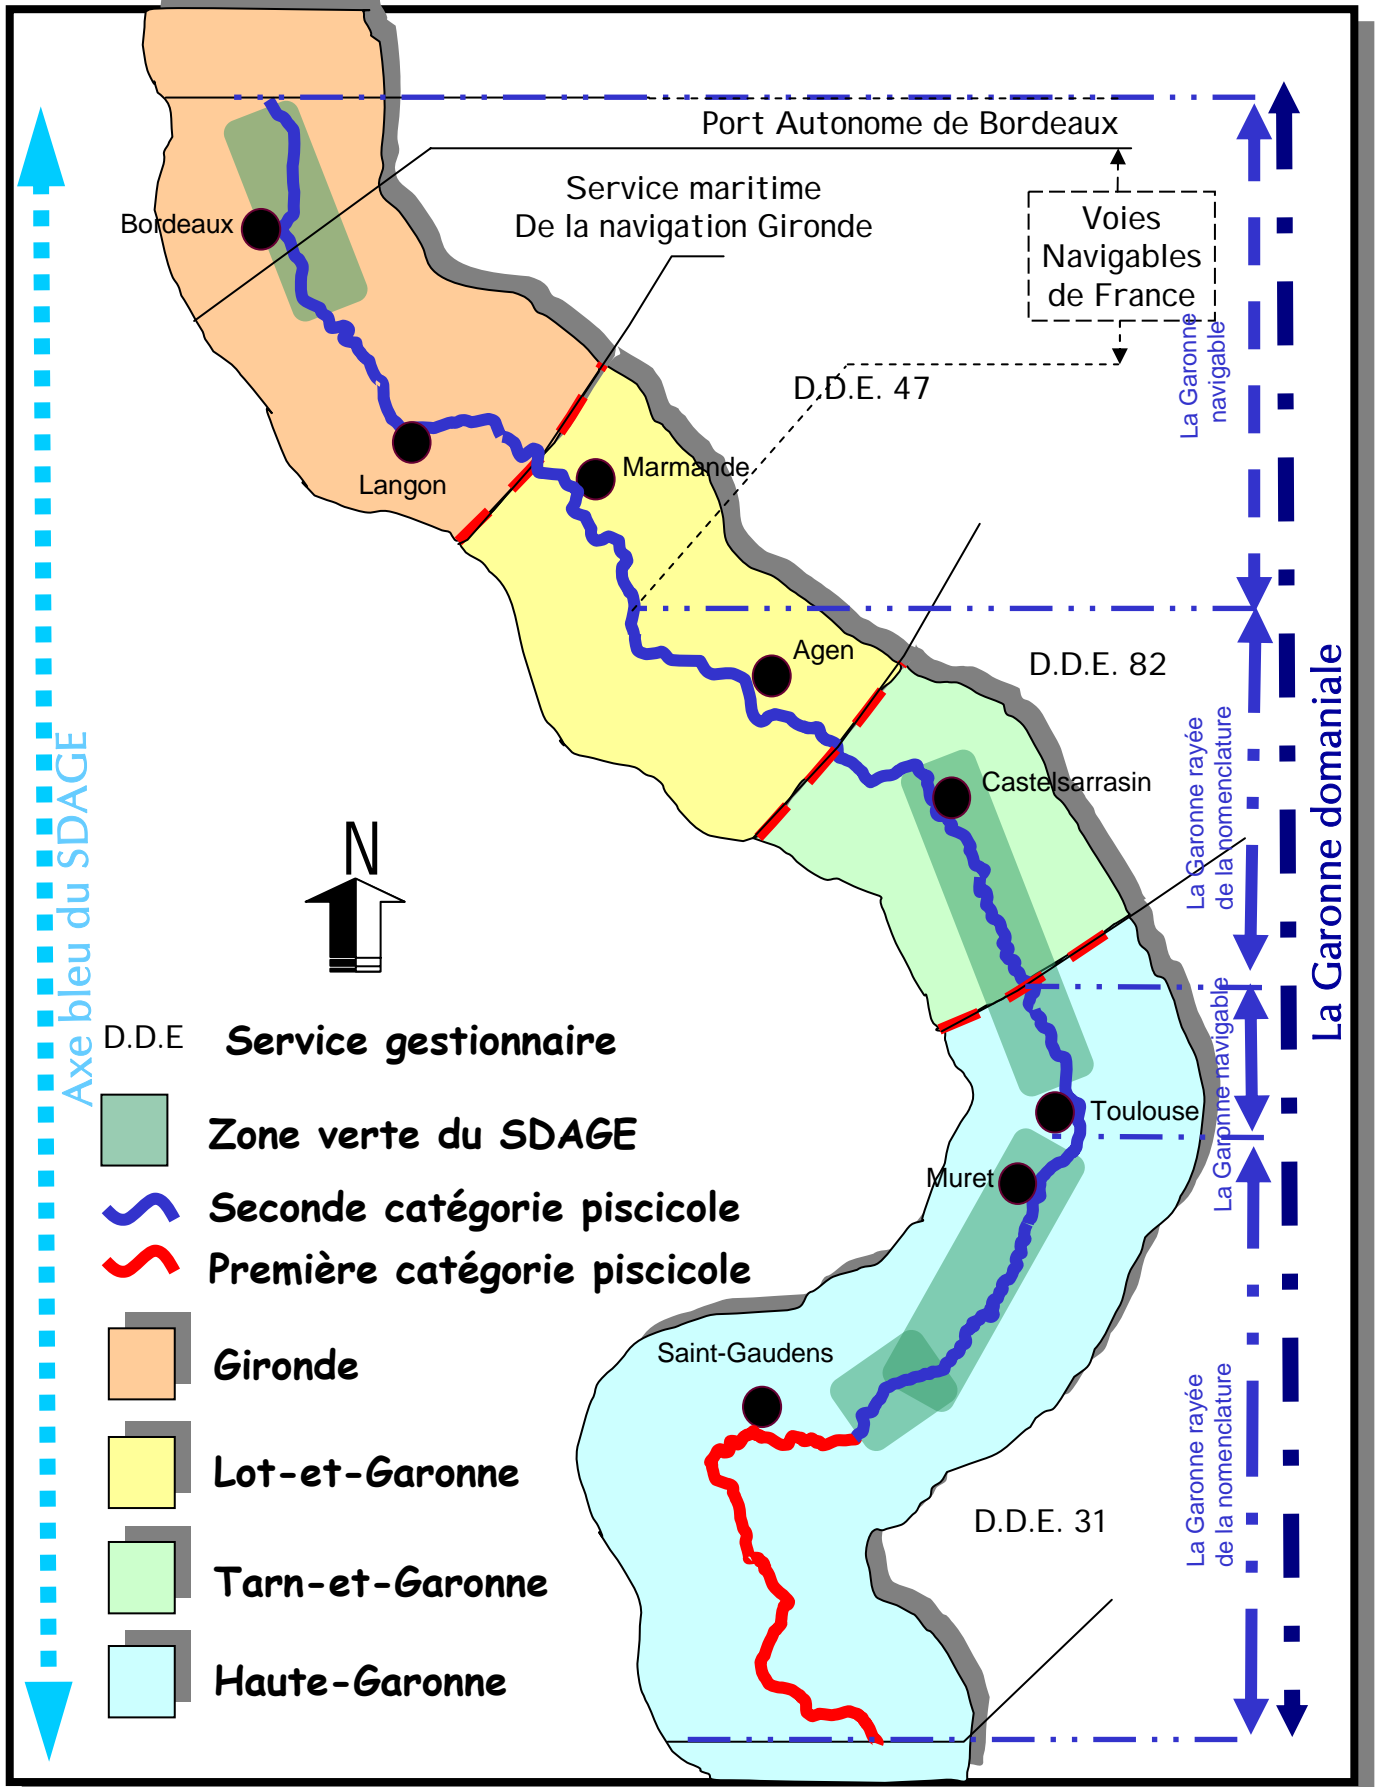 Port Autonome de Bordeaux
Service maritime
De la navigation Gironde
Voies
Navigables
de France
Bordeaux
La Garonne
navigable
D.D.E. 47
Marmande
Langon
Agen
D.D.E. 82
La Garonne domaniale
La Garonne rayée
de la nomenclature
Castelsarrasin
Axe bleu du SDAGE
N
La Garonne navigable
D.D.E
Service gestionnaire
Toulouse
Zone verte du SDAGE
Muret
Seconde catégorie piscicole
Première catégorie piscicole
Saint-Gaudens
Gironde
La Garonne rayée
de la nomenclature
Lot-et-Garonne
D.D.E. 31
Tarn-et-Garonne
Haute-Garonne